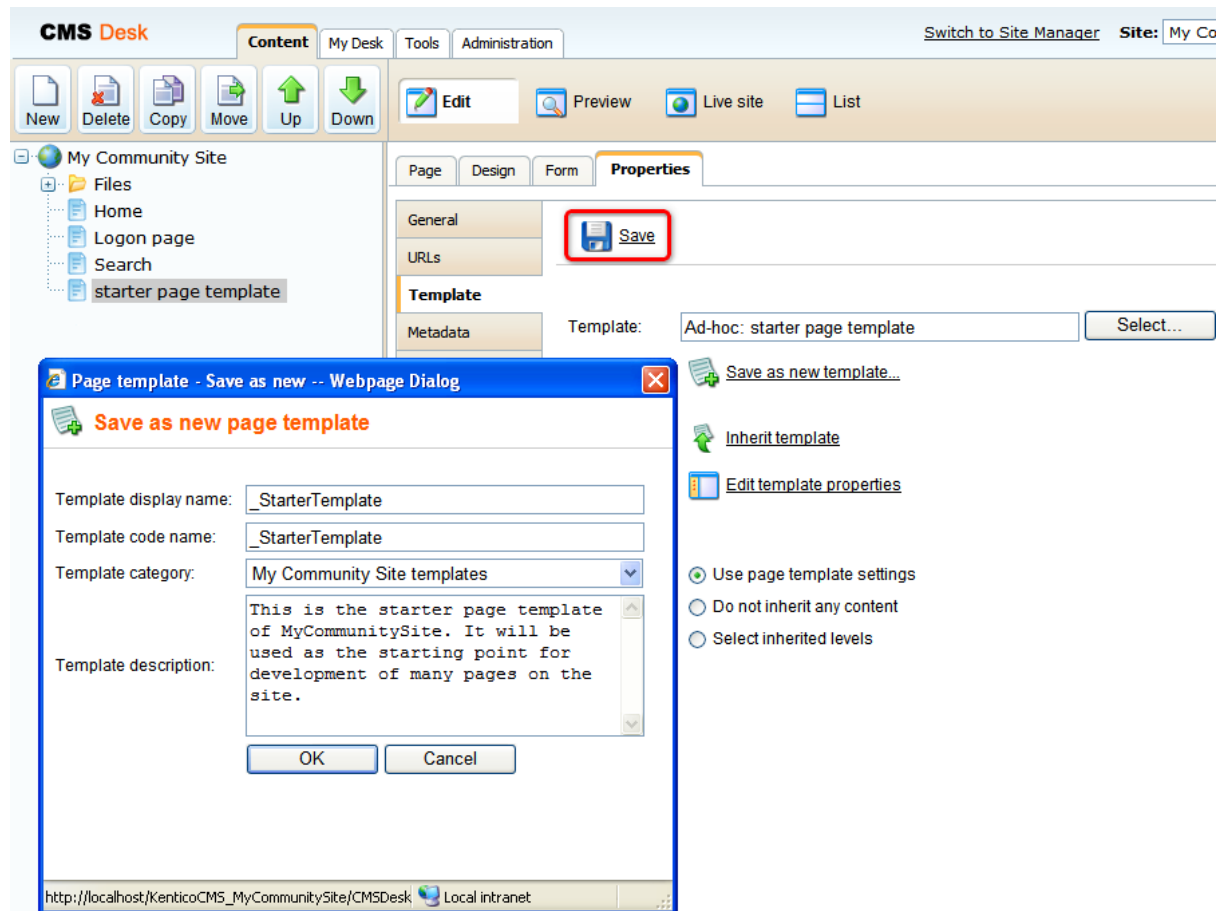 CMS Desk
Content My Desk Tools Administration
Switch to Site Manager Site: My Co
New Delete Copy Move Up Down
Edit Preview Live site List
My Community Site
Files
Home
Logon page
Search
starter page template
Page Design Form Properties
General
URLs
Template
Metadata
Save
Template: Ad-hoc: starter page template Select...
Save as new template...
Inherit template
Edit template properties
Use page template settings
Do not inherit any content
Select inherited levels
Page template - Save as new -- Webpage Dialog
Save as new page template
Template display name: _StarterTemplate
Template code name: _StarterTemplate
Template category: My Community Site templates
Template description:
This is the starter page template
of MyCommunitySite. It will be
used as the starting point for
development of many pages on the
site.
OK Cancel
http://localhost/KenticoCMS_MyCommunitySite/CMSDesk Local intranet